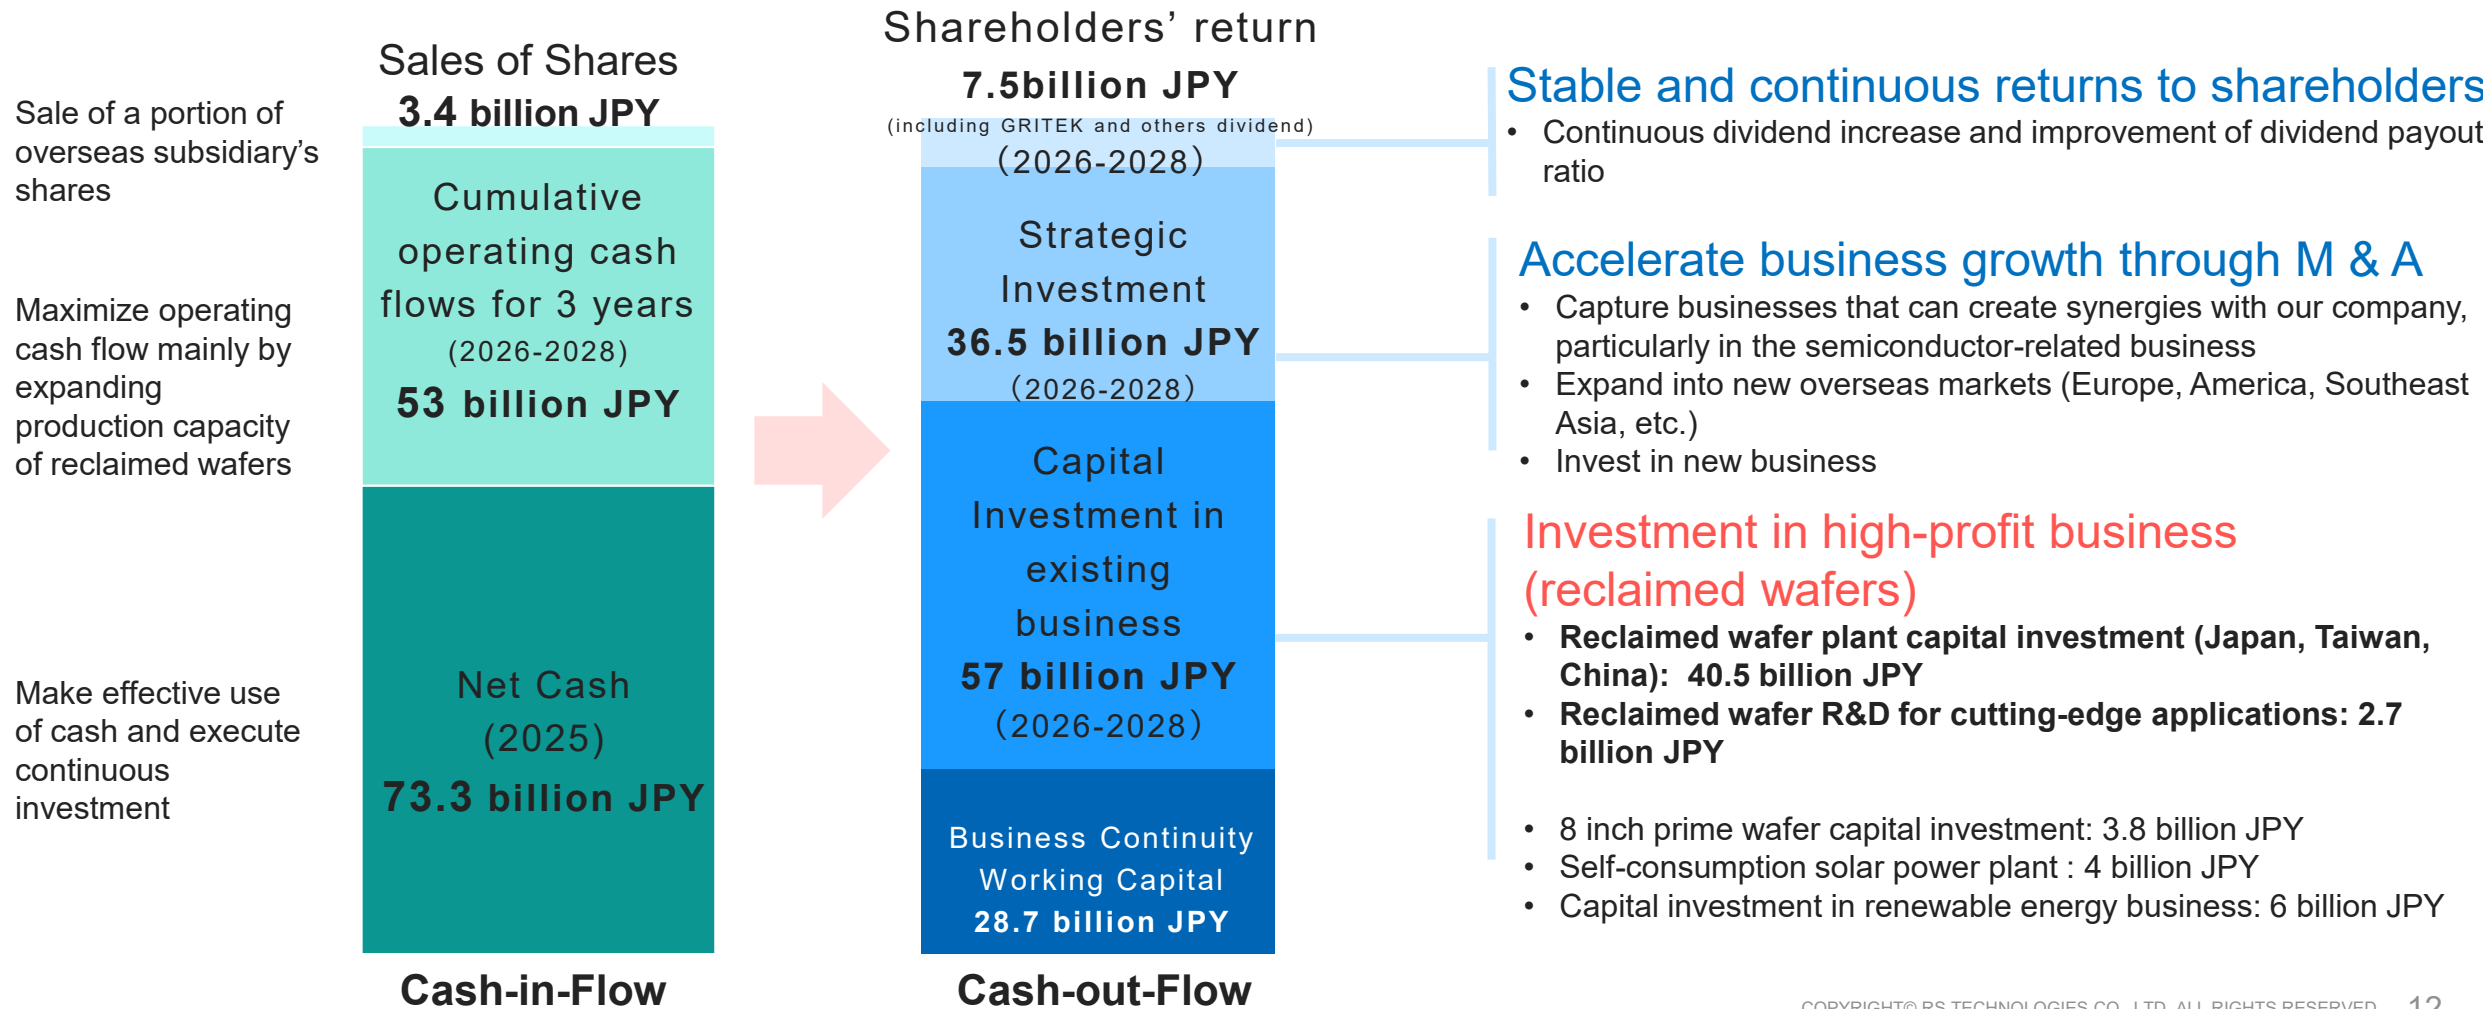 Sale of a portion of
overseas subsidiary's
shares
Maximize operating
cash flow mainly by
expanding
production capacity
of reclaimed wafers
Make effective use
of cash and execute
continuous
investment
Sales of Shares
3.4 billion JPY
Cumulative
operating cash
flows for 3 years
(2026-2028)
53 billion JPY
Net Cash
(2025)
73.3 billion JPY
Cash-in-Flow
Shareholders' return
7.5billion JPY
(including GRITEK and others dividend)
（2026-2028）
Strategic
Investment
36.5 billion JPY
（2026-2028）
Capital
Investment in
existing
business
57 billion JPY
（2026-2028）
Business Continuity
Working Capital
28.7 billion JPY
Cash-out-Flow
Stable and continuous returns to shareholders
• Continuous dividend increase and improvement of dividend payout
ratio
Accelerate business growth through M & A
• Capture businesses that can create synergies with our company,
particularly in the semiconductor-related business
• Expand into new overseas markets (Europe, America, Southeast
Asia, etc.)
• Invest in new business
Investment in high-profit business
(reclaimed wafers)
• Reclaimed wafer plant capital investment (Japan, Taiwan,
China): 40.5 billion JPY
• Reclaimed wafer R&D for cutting-edge applications: 2.7
billion JPY
• 8 inch prime wafer capital investment: 3.8 billion JPY
• Self-consumption solar power plant : 4 billion JPY
• Capital investment in renewable energy business: 6 billion JPY
COPYRIGHT© RS TECHNOLOGIES CO., LTD. ALL RIGHTS RESERVED. 12